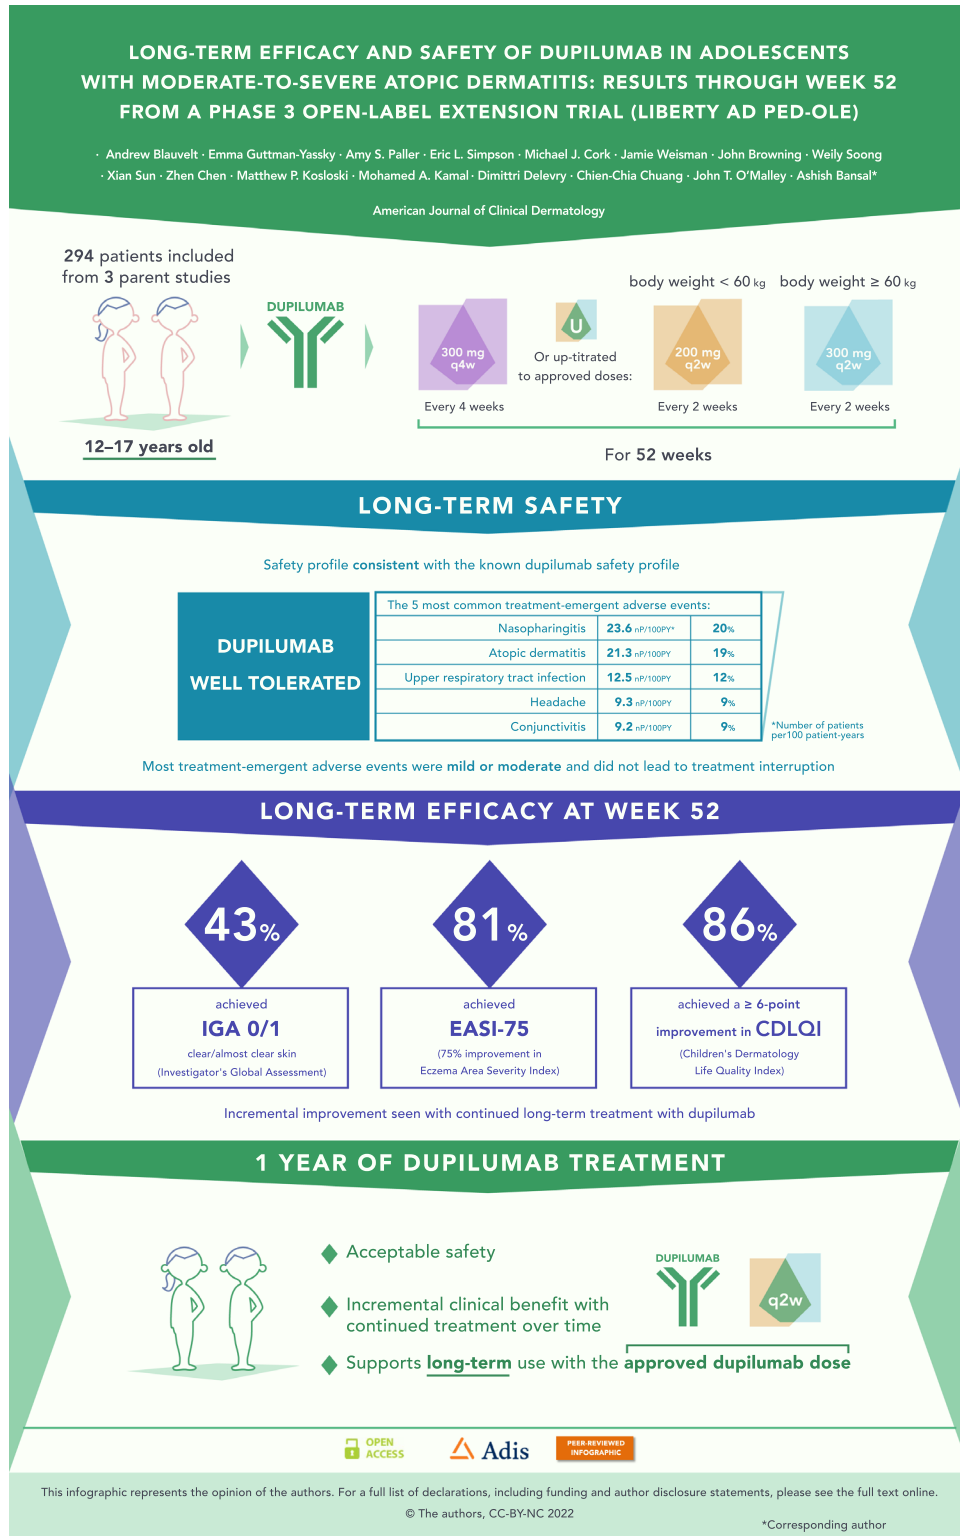 LONG-TERM EFFICACY AND SAFETY OF DUPILUMAB IN ADOLESCENTS
WITH MODERATE-TO-SEVERE ATOPIC DERMATITIS: RESULTS THROUGH WEEK 52
FROM A PHASE 3 OPEN-LABEL EXTENSION TRIAL (LIBERTY AD PED-OLE)
· Andrew Blauvelt · Emma Guttman-Yassky · Amy S. Paller · Eric L. Simpson · Michael J. Cork · Jamie Weisman · John Browning · Weily Soong
· Xian Sun · Zhen Chen · Matthew P. Kosloski · Mohamed A. Kamal · Dimittri Delevry · Chien-Chia Chuang · John T. O'Malley · Ashish Bansal*
American Journal of Clinical Dermatology
294 patients included
from 3 parent studies
12–17 years old
DUPILUMAB
300 mg
q4w
Every 4 weeks
U
Or up-titrated
to approved doses:
body weight < 60 kg
200 mg
q2w
Every 2 weeks
body weight ≥ 60 kg
300 mg
q2w
Every 2 weeks
For 52 weeks
LONG-TERM SAFETY
Safety profile consistent with the known dupilumab safety profile
DUPILUMAB
WELL TOLERATED
The 5 most common treatment-emergent adverse events:
Nasopharingitis 23.6 nP/100PY* 20%
Atopic dermatitis 21.3 nP/100PY 19%
Upper respiratory tract infection 12.5 nP/100PY 12%
Headache 9.3 nP/100PY 9%
Conjunctivitis 9.2 nP/100PY 9%
*Number of patients
per100 patient-years
Most treatment-emergent adverse events were mild or moderate and did not lead to treatment interruption
LONG-TERM EFFICACY AT WEEK 52
43%
achieved
IGA 0/1
clear/almost clear skin
(Investigator's Global Assessment)
81%
achieved
EASI-75
(75% improvement in
Eczema Area Severity Index)
86%
achieved a ≥ 6-point
improvement in CDLQI
(Children's Dermatology
Life Quality Index)
Incremental improvement seen with continued long-term treatment with dupilumab
1 YEAR OF DUPILUMAB TREATMENT
Acceptable safety
Incremental clinical benefit with
continued treatment over time
DUPILUMAB
q2w
Supports long-term use with the approved dupilumab dose
OPEN
ACCESS
Adis
PEER-REVIEWED
INFOGRAPHIC
This infographic represents the opinion of the authors. For a full list of declarations, including funding and author disclosure statements, please see the full text online.
© The authors, CC-BY-NC 2022
*Corresponding author